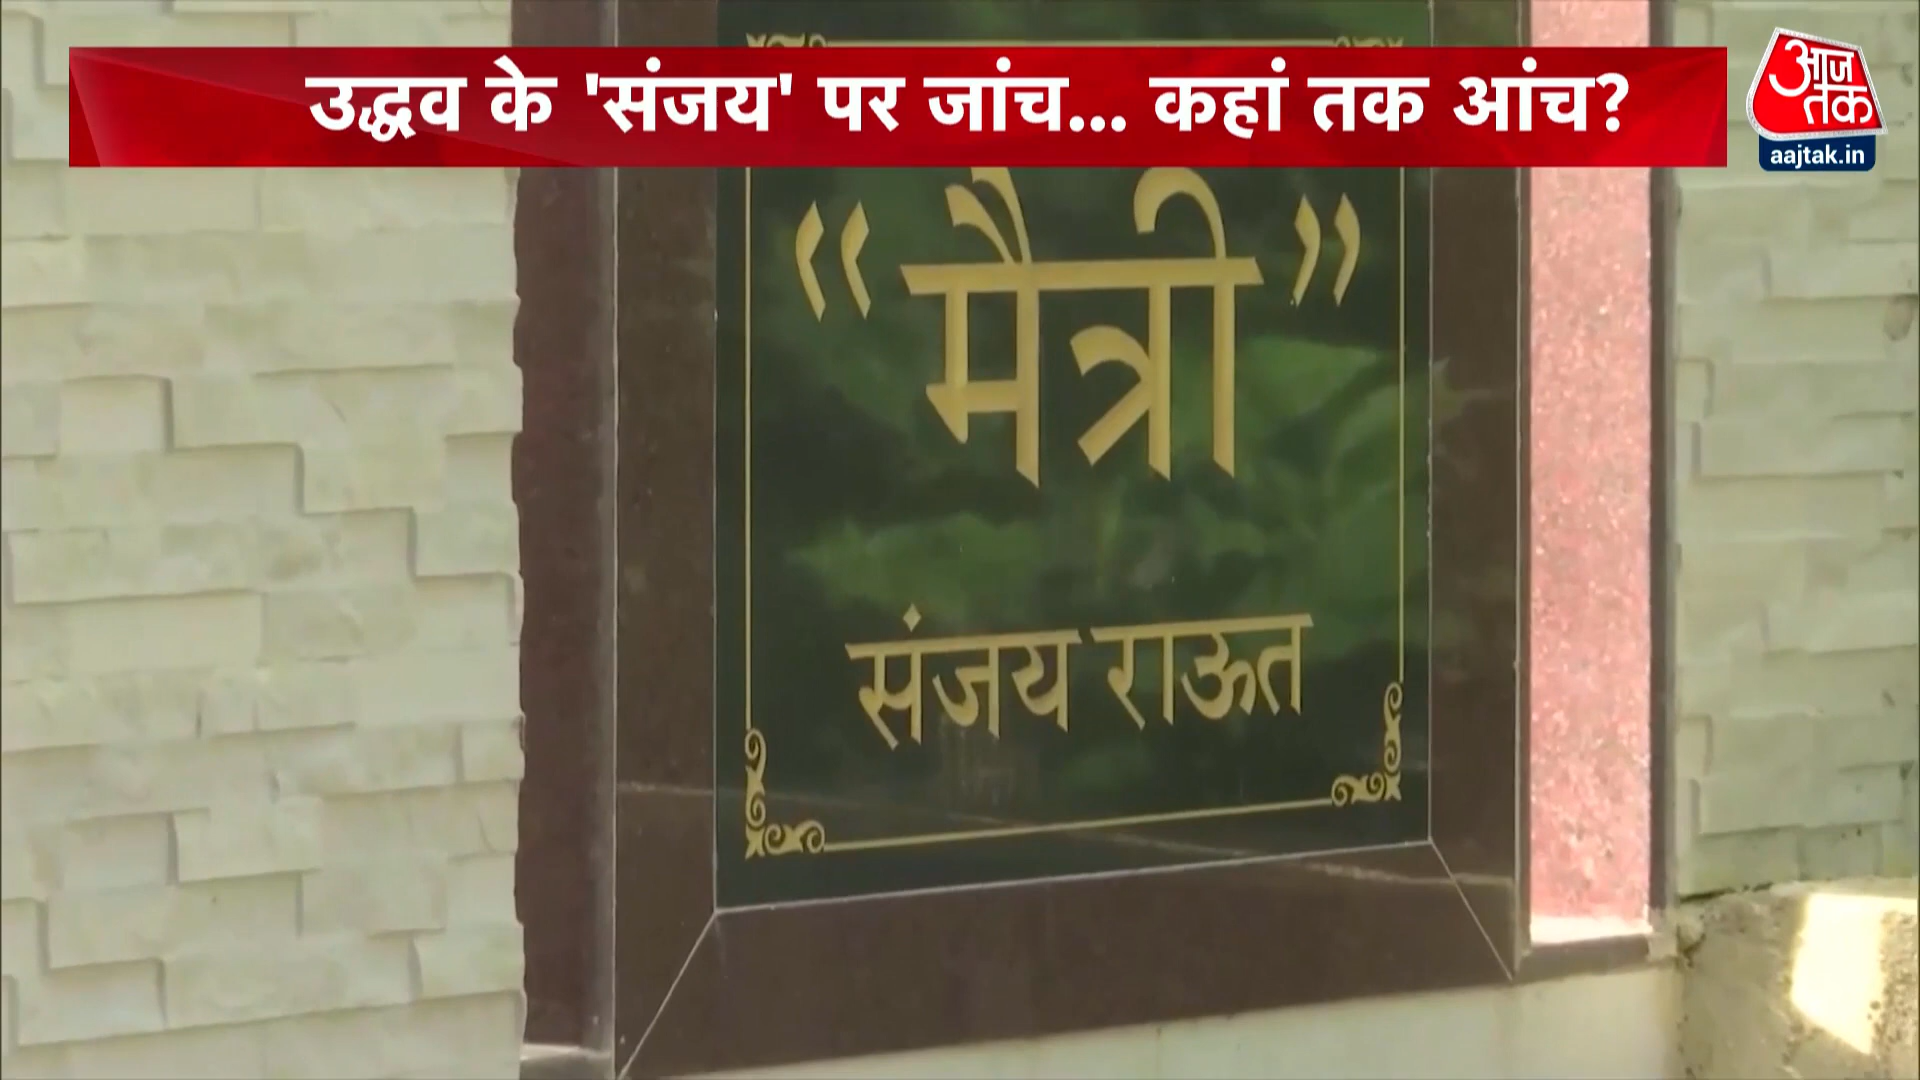 उद्धव के 'संजय' पर जांच... कहां तक आंच?
आज
तक
aajtak.in
“मैत्री”
संजय राऊत